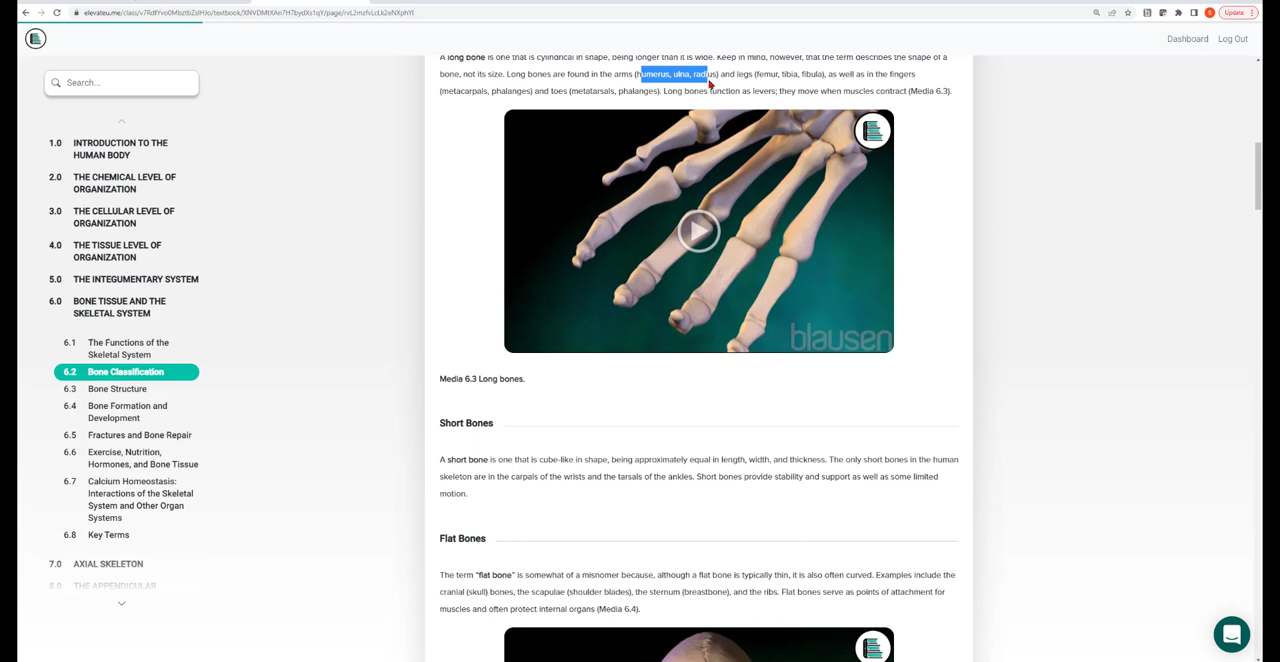 elevateu.me/class/v7RdfYvo0MbztbZslHJo/textbook/XNVDMtXAn7H7bydXs1qY/page/rvL2mzfvLcLk2eNXphYl
Update
Dashboard
Log Out
Search...
1.0 INTRODUCTION TO THE
HUMAN BODY
2.0 THE CHEMICAL LEVEL OF
ORGANIZATION
3.0 THE CELLULAR LEVEL OF
ORGANIZATION
4.0 THE TISSUE LEVEL OF
ORGANIZATION
5.0 THE INTEGUMENTARY SYSTEM
6.0 BONE TISSUE AND THE
SKELETAL SYSTEM
6.1 The Functions of the
Skeletal System
6.2 Bone Classification
6.3 Bone Structure
6.4 Bone Formation and
Development
6.5 Fractures and Bone Repair
6.6 Exercise, Nutrition,
Hormones, and Bone Tissue
6.7 Calcium Homeostasis:
Interactions of the Skeletal
System and Other Organ
Systems
6.8 Key Terms
7.0 AXIAL SKELETON
8.0 THE APPENDICULAR
A long bone is one that is cylindrical in shape, being longer than it is wide. Keep in mind, however, that the term describes the shape of a
bone, not its size. Long bones are found in the arms (humerus, ulna, radius) and legs (femur, tibia, fibula), as well as in the fingers
(metacarpals, phalanges) and toes (metatarsals, phalanges). Long bones function as levers; they move when muscles contract (Media 6.3).
blausen
Media 6.3 Long bones.
Short Bones
A short bone is one that is cube-like in shape, being approximately equal in length, width, and thickness. The only short bones in the human
skeleton are in the carpals of the wrists and the tarsals of the ankles. Short bones provide stability and support as well as some limited
motion.
Flat Bones
The term “flat bone” is somewhat of a misnomer because, although a flat bone is typically thin, it is also often curved. Examples include the
cranial (skull) bones, the scapulae (shoulder blades), the sternum (breastbone), and the ribs. Flat bones serve as points of attachment for
muscles and often protect internal organs (Media 6.4).